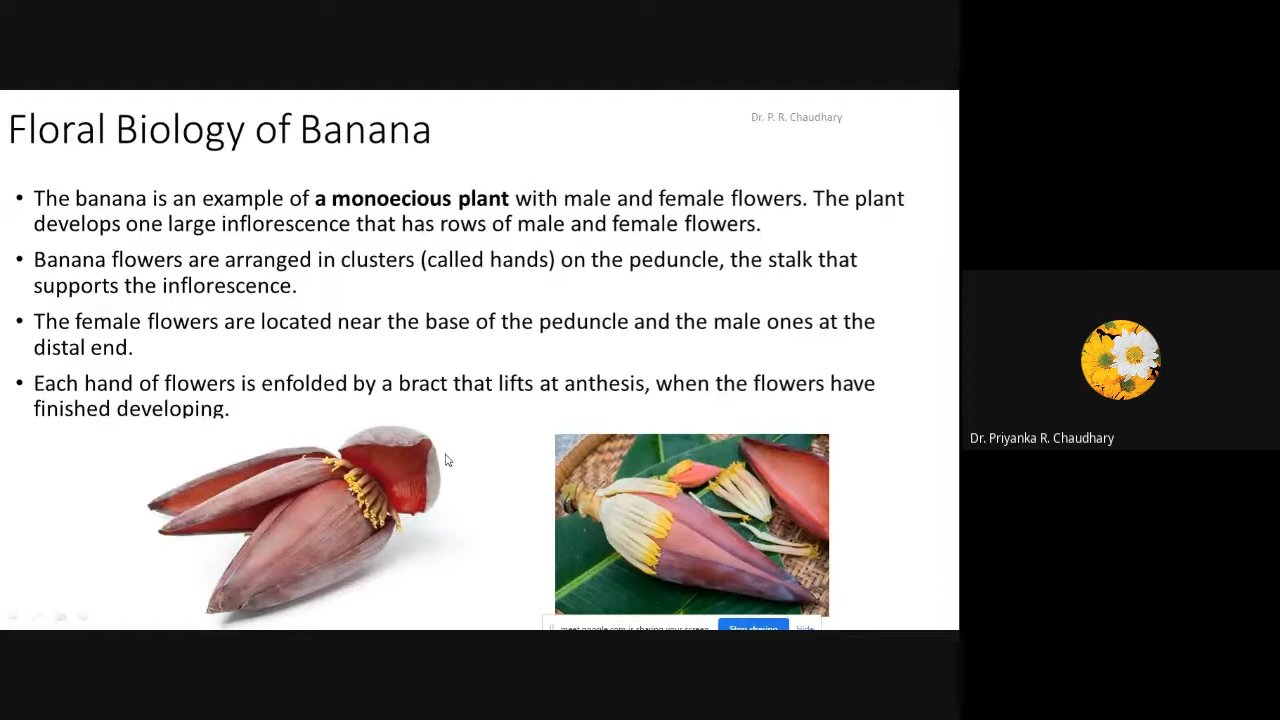 Floral Biology of Banana
Dr. P. R. Chaudhary
• The banana is an example of a monoecious plant with male and female flowers. The plant
develops one large inflorescence that has rows of male and female flowers.
• Banana flowers are arranged in clusters (called hands) on the peduncle, the stalk that
supports the inflorescence.
• The female flowers are located near the base of the peduncle and the male ones at the
distal end.
• Each hand of flowers is enfolded by a bract that lifts at anthesis, when the flowers have
finished developing.
Dr. Priyanka R. Chaudhary
meet.google.com is sharing your screen. Stop sharing Hide